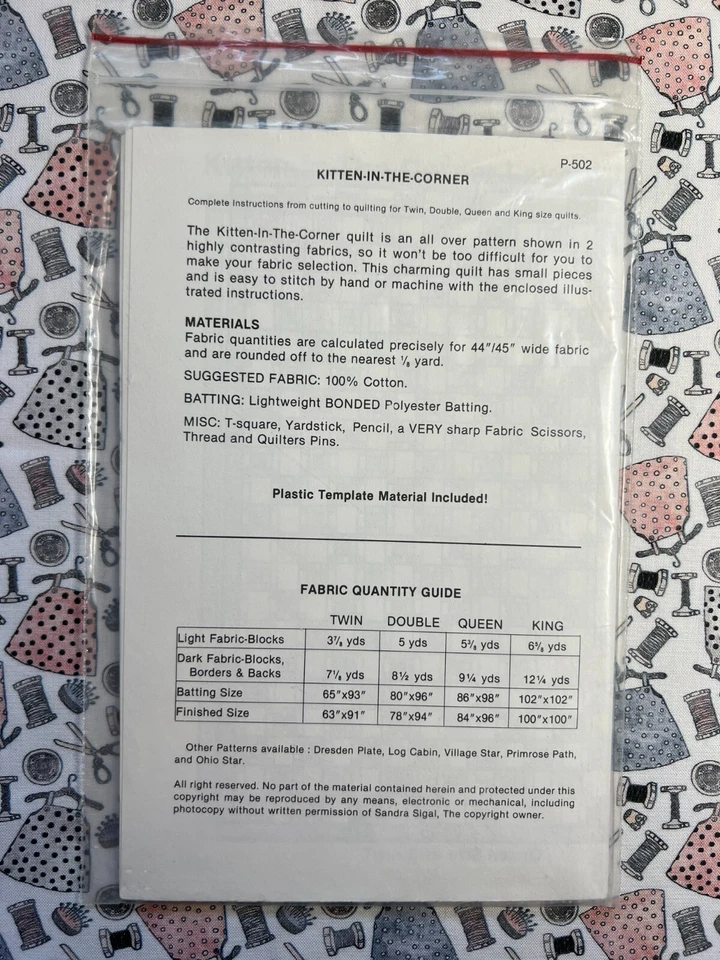 P-502
KITTEN-IN-THE-CORNER
Complete Instructions from cutting to quilting for Twin, Double, Queen and King size quilts.
The Kitten-In-The-Corner quilt is an all over pattern shown in 2
highly contrasting fabrics, so it won't be too difficult for you to
make your fabric selection. This charming quilt has small pieces
and is easy to stitch by hand or machine with the enclosed illus-
trated instructions.
MATERIALS
Fabric quantities are calculated precisely for 44"/45" wide fabric
and are rounded off to the nearest ⅛ yard.
SUGGESTED FABRIC: 100% Cotton.
BATTING: Lightweight BONDED Polyester Batting.
MISC: T-square, Yardstick, Pencil, a VERY sharp Fabric Scissors,
Thread and Quilters Pins.
Plastic Template Material Included!
FABRIC QUANTITY GUIDE
TWIN DOUBLE QUEEN KING
Light Fabric-Blocks 3⅞ yds 5 yds 5⅜ yds 6⅝ yds
Dark Fabric-Blocks,
Borders & Backs 7⅛ yds 8½ yds 9¼ yds 12¼ yds
Batting Size 65"x93" 80"x96" 86"x98" 102"x102"
Finished Size 63"x91" 78"x94" 84"x96" 100"x100"
Other Patterns available : Dresden Plate, Log Cabin, Village Star, Primrose Path,
and Ohio Star.
All right reserved. No part of the material contained herein and protected under this
copyright may be reproduced by any means, electronic or mechanical, including
photocopy without written permission of Sandra Sigal, The copyright owner.